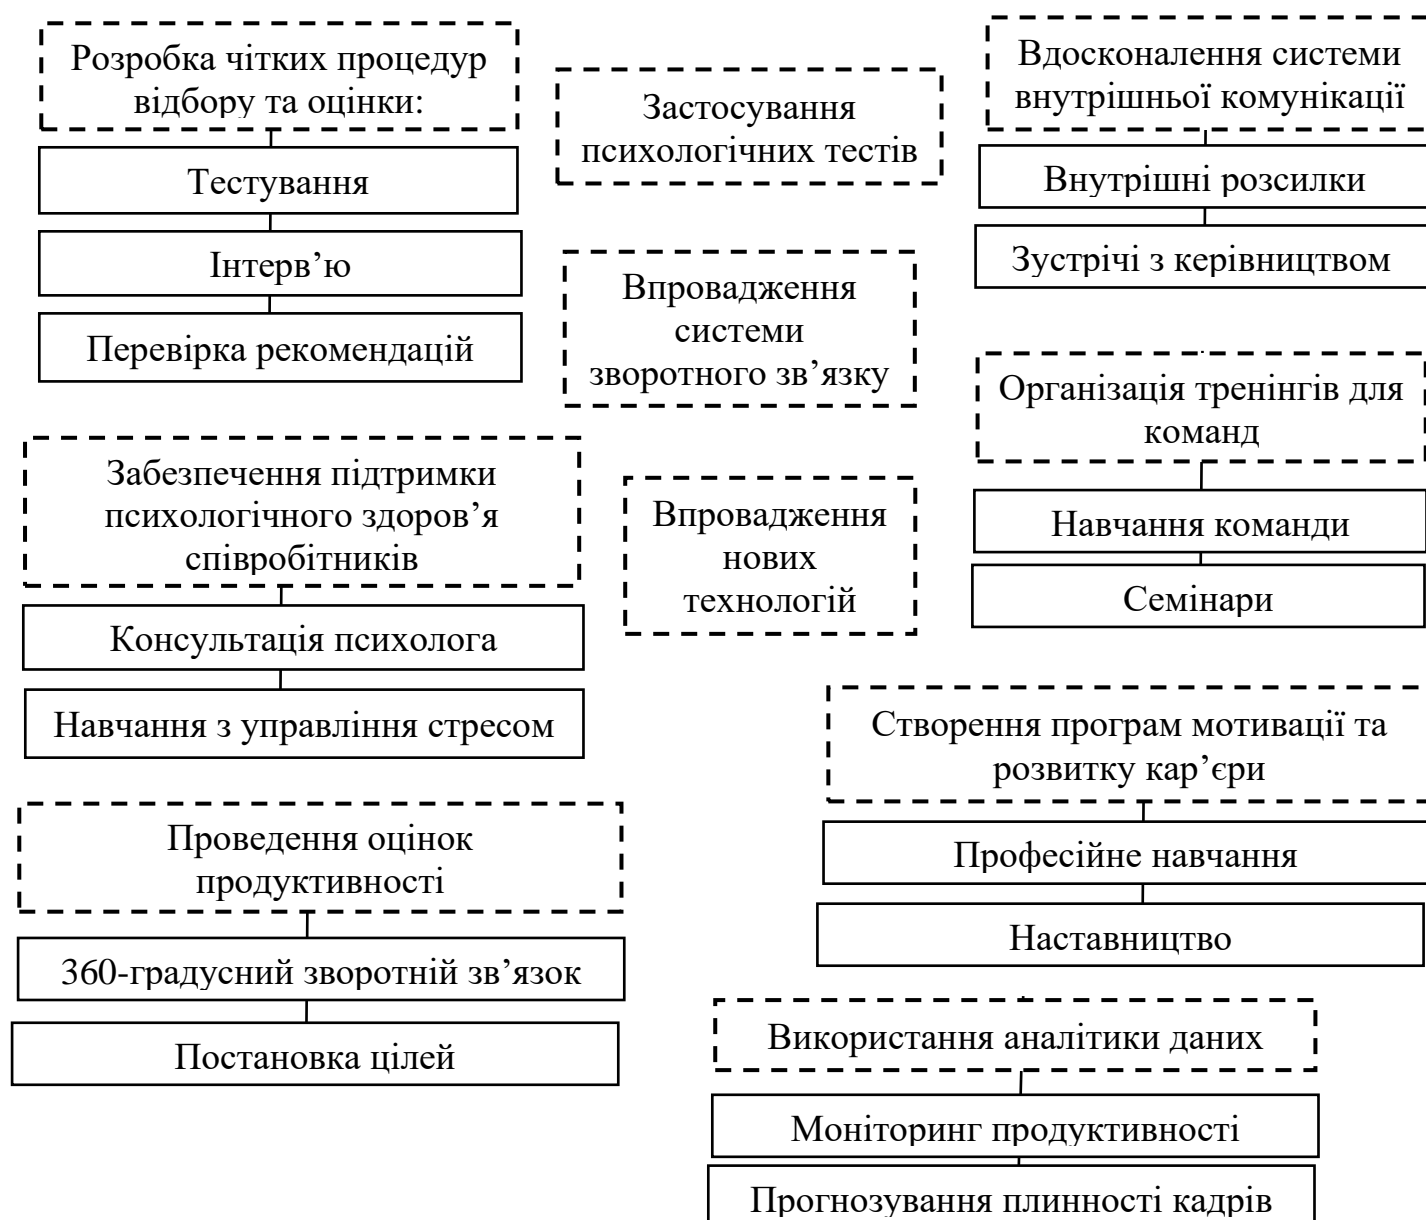 Розробка чітких процедур
відбору та оцінки:
Тестування
Інтерв’ю
Перевірка рекомендацій
Застосування
психологічних тестів
Впровадження
системи
зворотного зв’язку
Впровадження
нових
технологій
Вдосконалення системи
внутрішньої комунікації
Внутрішні розсилки
Зустрічі з керівництвом
Організація тренінгів для
команд
Навчання команди
Семінари
Забезпечення підтримки
психологічного здоров’я
співробітників
Консультація психолога
Навчання з управління стресом
Створення програм мотивації та
розвитку кар’єри
Професійне навчання
Наставництво
Проведення оцінок
продуктивності
360-градусний зворотній зв’язок
Постановка цілей
Використання аналітики даних
Моніторинг продуктивності
Прогнозування плинності кадрів